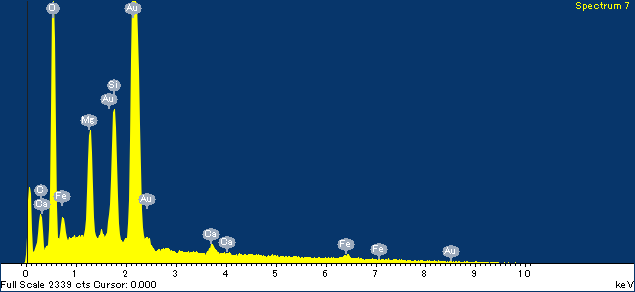 Spectrum 7
O Au
Si
Au
Mg
O
Ca Fe Au
Ca Ca Fe Fe Au
0 1 2 3 4 5 6 7 8 9 10
Full Scale 2339 cts Cursor: 0.000 keV